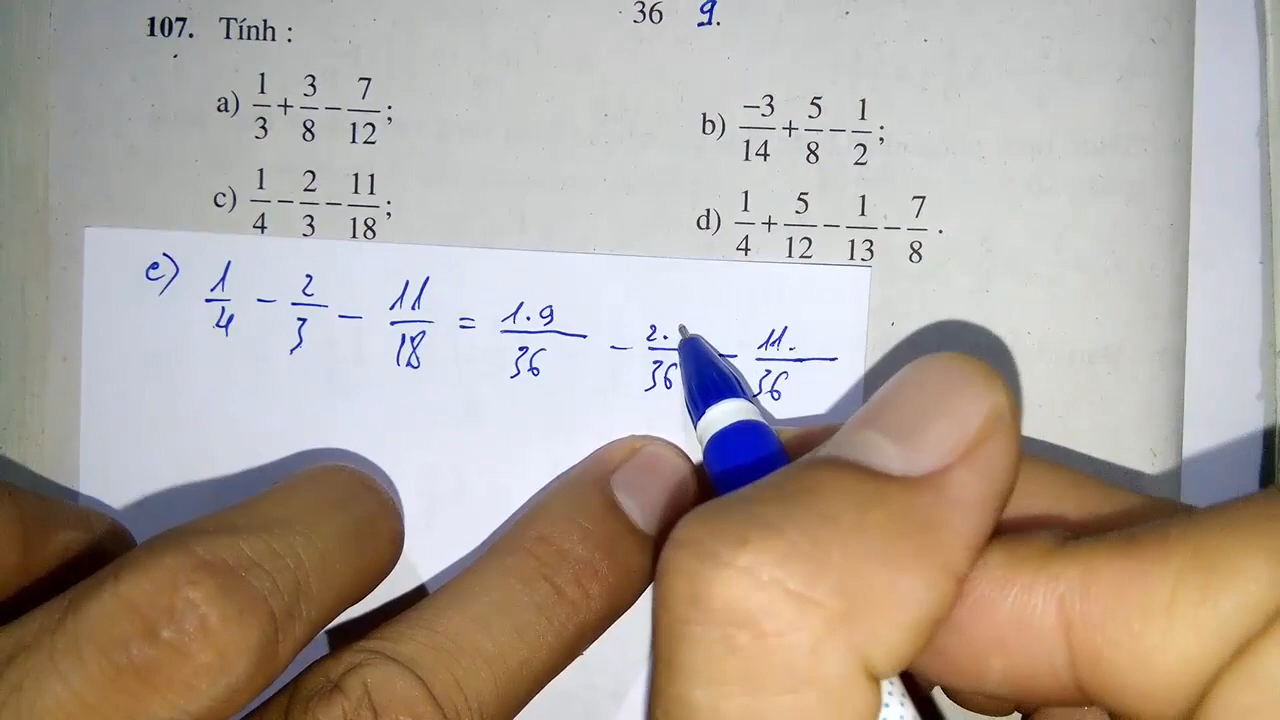 36 9.
107. Tính :
a) 1/3 + 3/8 − 7/12 ;
b) −3/14 + 5/8 − 1/2 ;
c) 1/4 − 2/3 − 11/18 ;
d) 1/4 + 5/12 − 1/13 − 7/8 .
c) 1/4 − 2/3 − 11/18 = 1.9/36 − 2./36 − 11./36